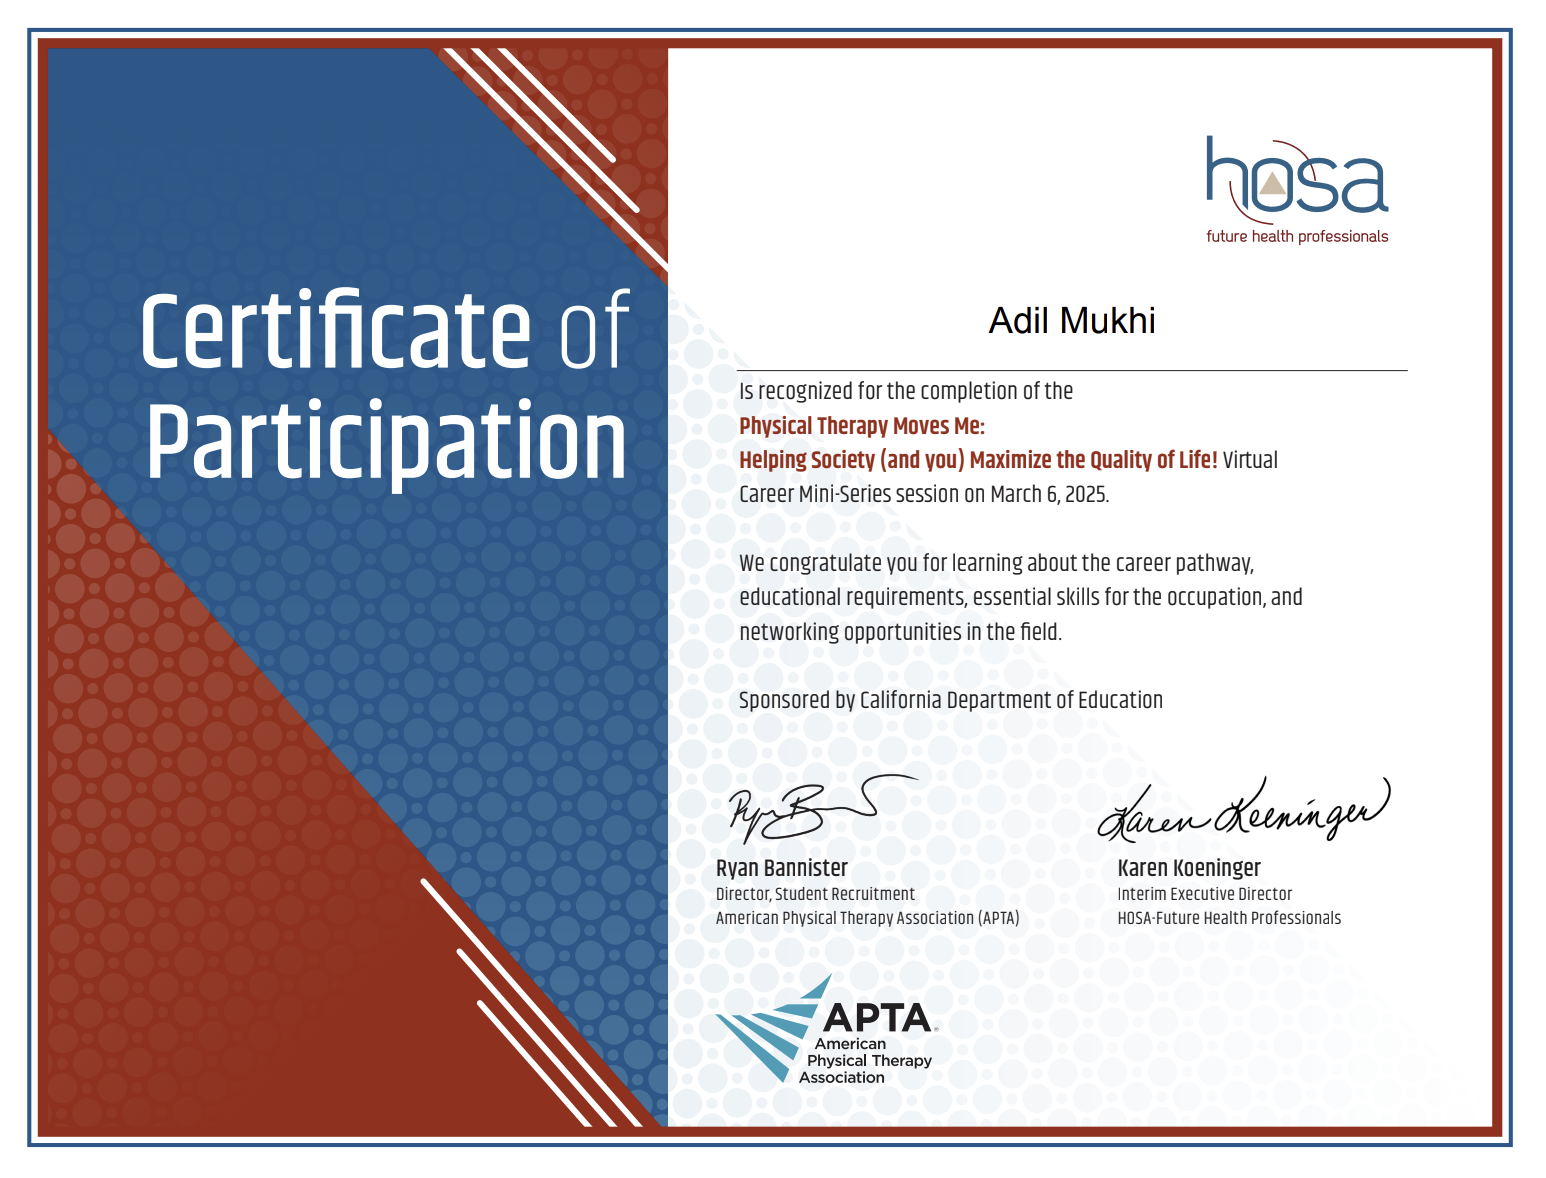 Certificate of
Participation
hosa
future health professionals
Adil Mukhi
Is recognized for the completion of the
Physical Therapy Moves Me:
Helping Society (and you) Maximize the Quality of Life! Virtual
Career Mini-Series session on March 6, 2025.
We congratulate you for learning about the career pathway,
educational requirements, essential skills for the occupation, and
networking opportunities in the field.
Sponsored by California Department of Education
Karen Koeninger
Ryan Bannister
Director, Student Recruitment
American Physical Therapy Association (APTA)
Karen Koeninger
Interim Executive Director
HOSA-Future Health Professionals
APTA
American
Physical Therapy
Association